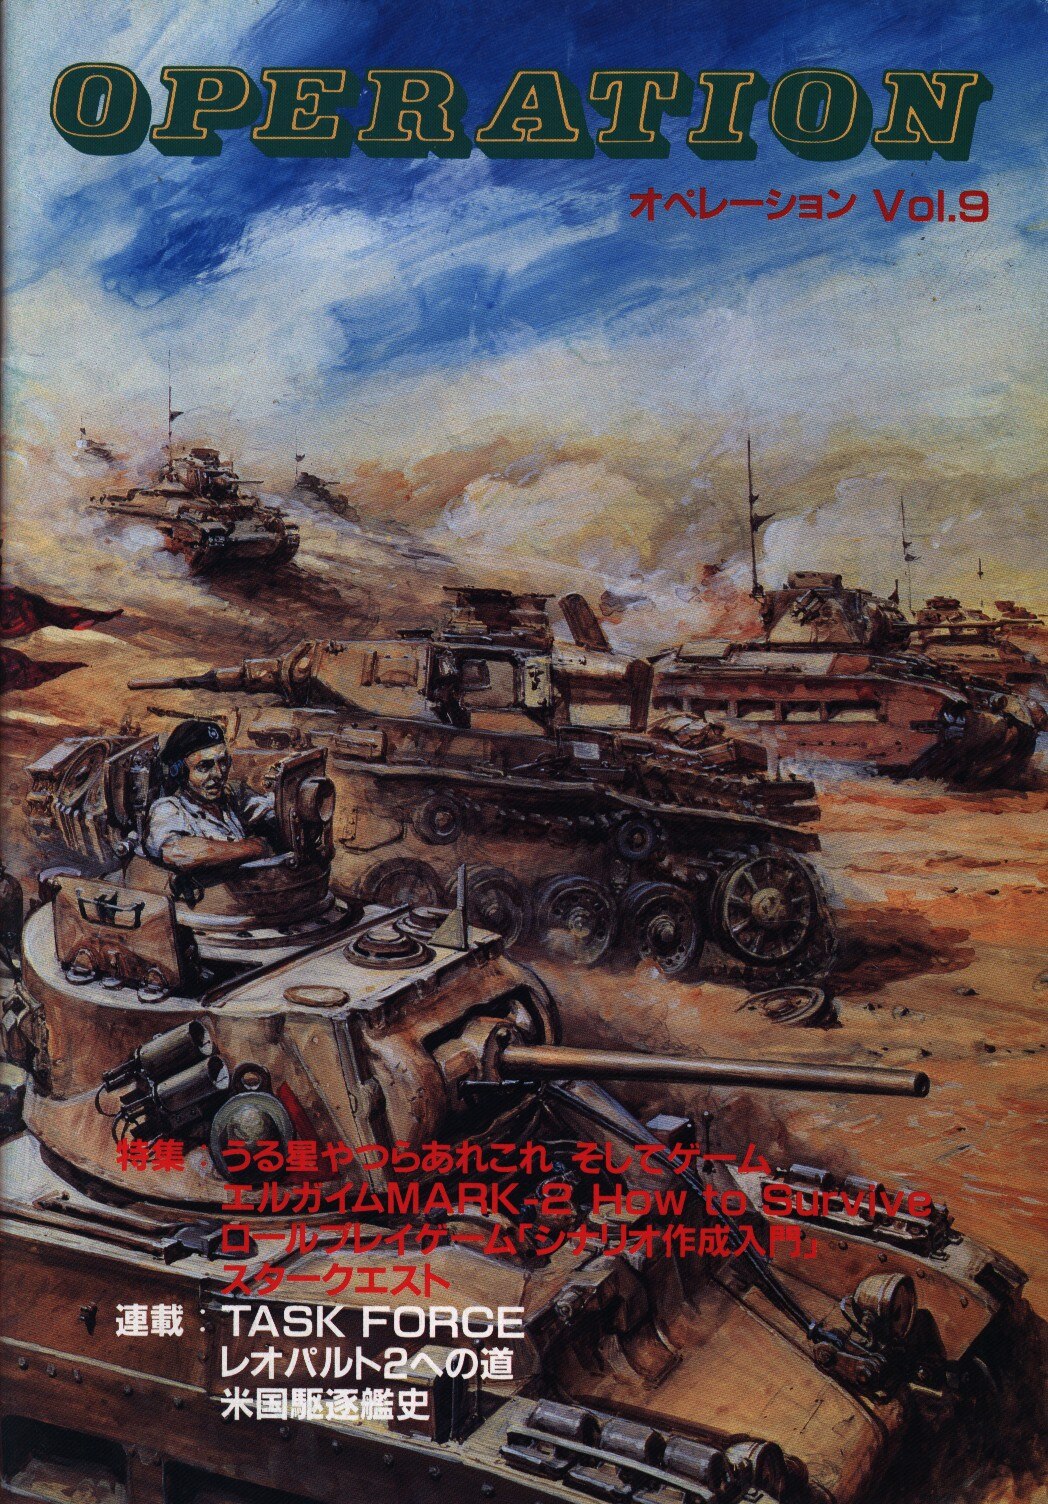 OPERATION
オペレーション Vol.9
特集：うる星やつらあれこれ そしてゲーム
エルガイムMARK-2 How to Survive
ロールプレイゲーム「シナリオ作成入門」
スタークエスト
連載：TASK FORCE
レオパルト2への道
米国駆逐艦史